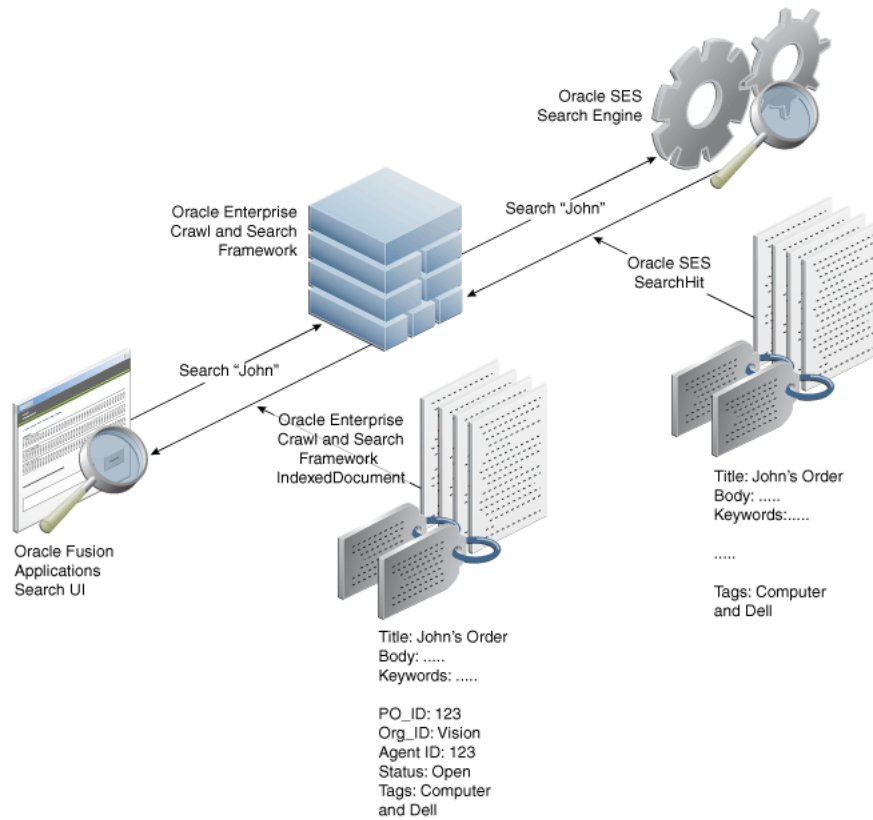 Oracle SES
Search Engine
Oracle Enterprise
Crawl and Search
Framework
Search “John”
Oracle SES
SearchHit
Search “John”
Oracle Enterprise
Crawl and Search
Framework
IndexedDocument
Oracle Fusion
Applications
Search UI
Title: John’s Order
Body: .....
Keywords:.....
.....
Tags: Computer
and Dell
Title: John’s Order
Body: .....
Keywords: .....
PO_ID: 123
Org_ID: Vision
Agent ID: 123
Status: Open
Tags: Computer
and Dell